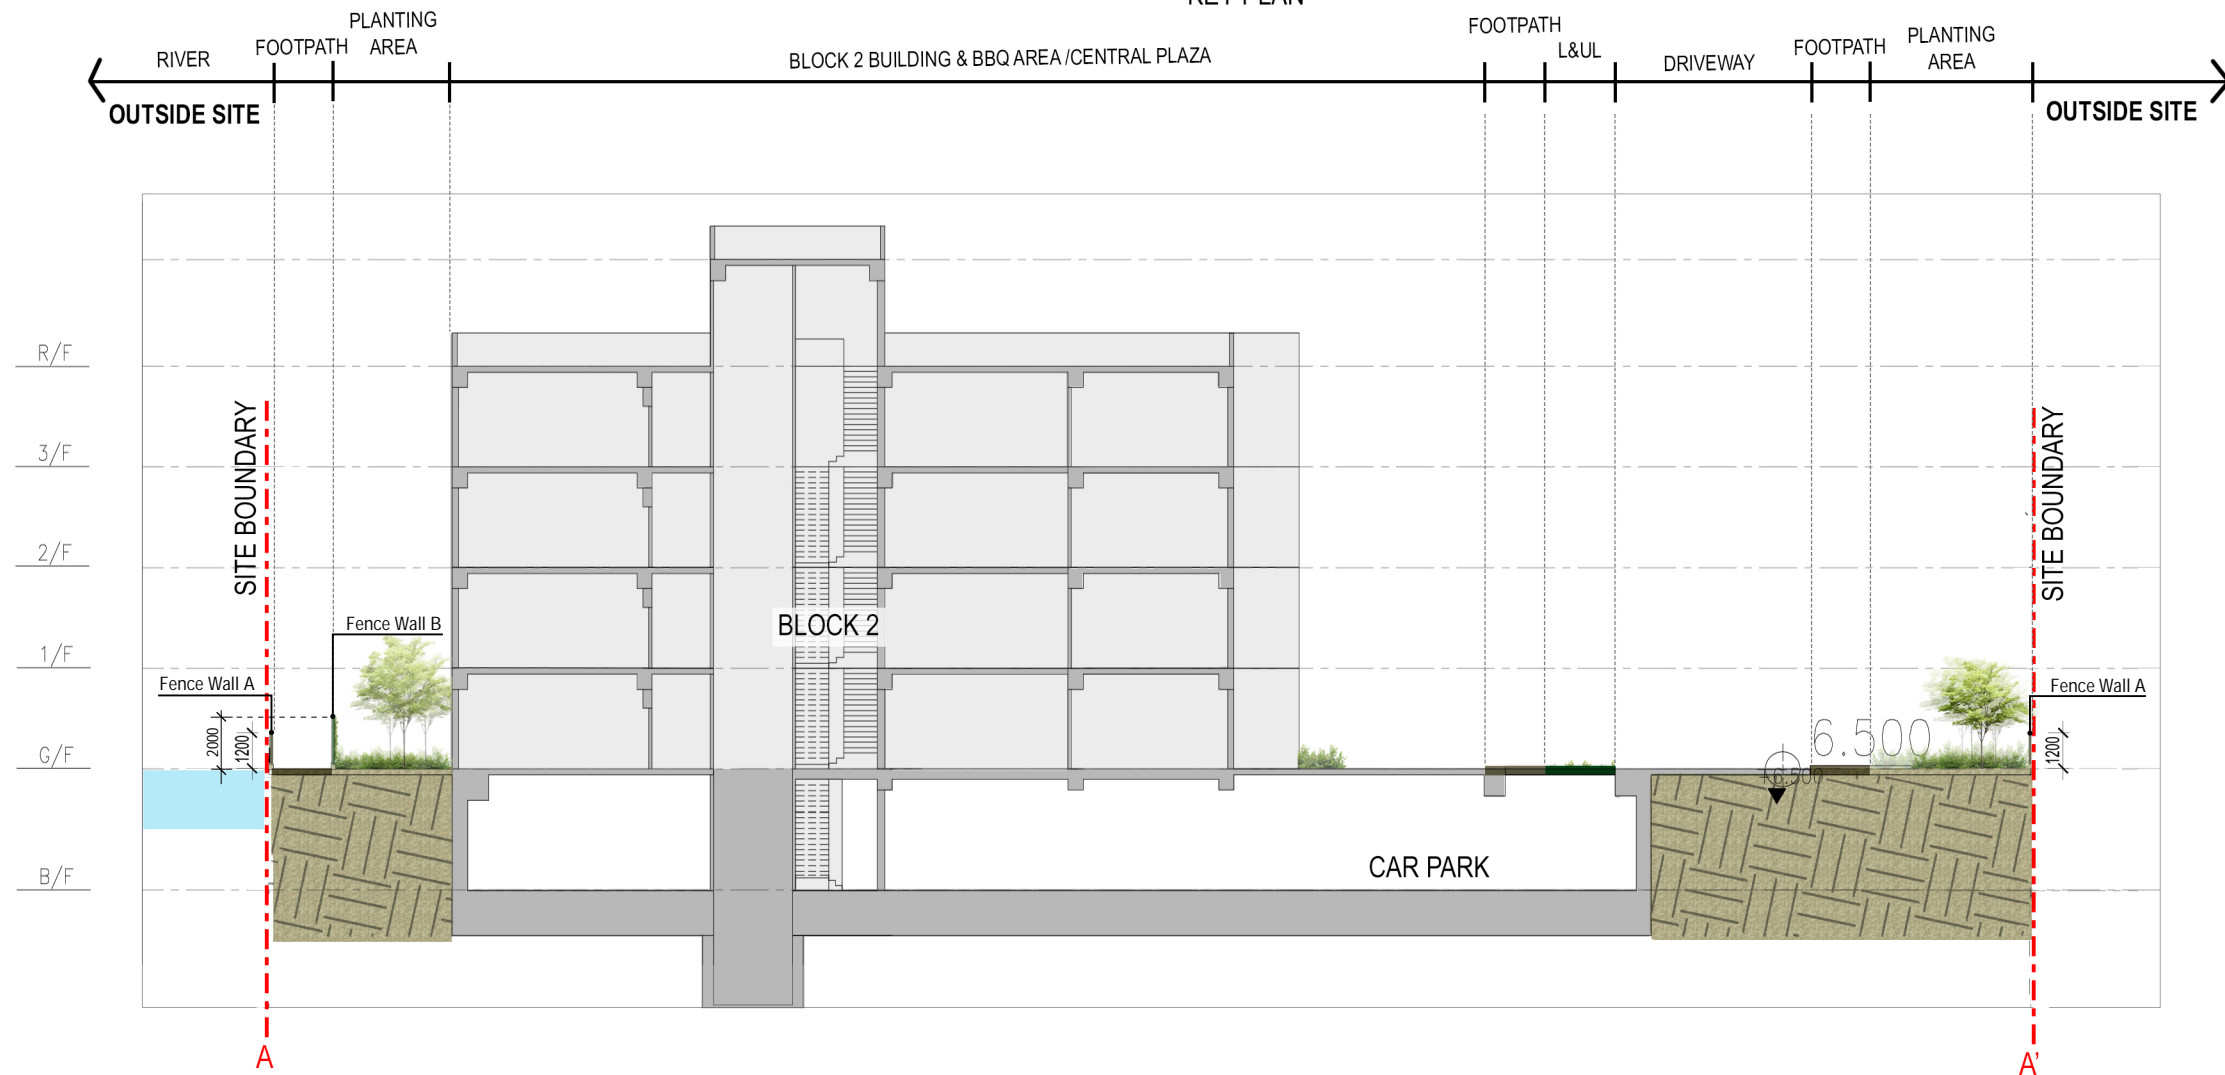 KEY PLAN
RIVER
FOOTPATH
PLANTING
AREA
BLOCK 2 BUILDING & BBQ AREA /CENTRAL PLAZA
FOOTPATH
L&UL
DRIVEWAY
FOOTPATH
PLANTING
AREA
OUTSIDE SITE
OUTSIDE SITE
R/F
3/F
2/F
1/F
G/F
B/F
SITE BOUNDARY
SITE BOUNDARY
Fence Wall B
Fence Wall A
2000
1200
BLOCK 2
Fence Wall A
1200
6.500
+6.500
CAR PARK
A
A'